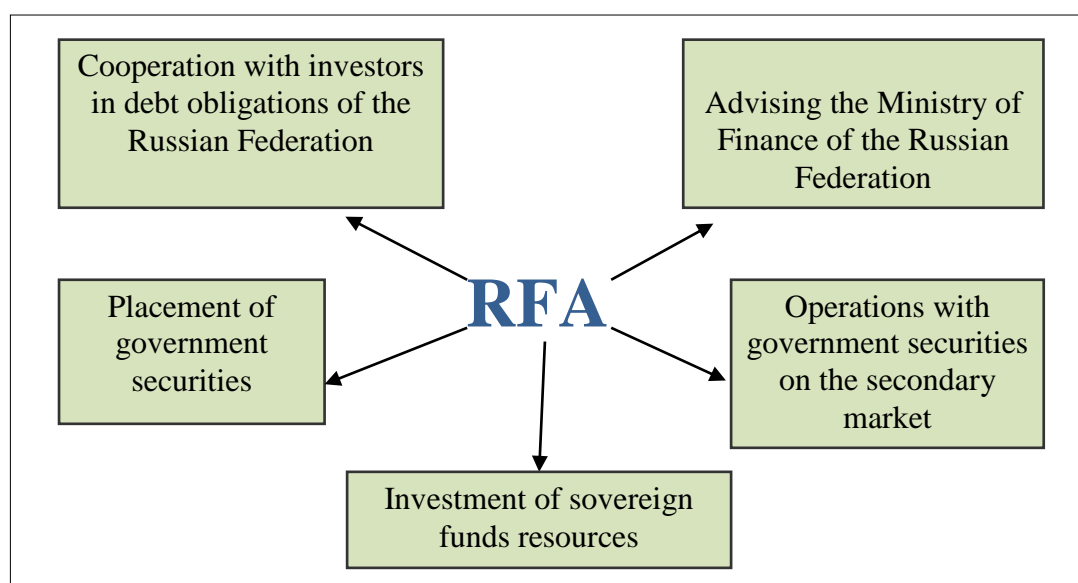 Cooperation with investors
in debt obligations of the
Russian Federation
Advising the Ministry of
Finance of the Russian
Federation
RFA
Placement of
government
securities
Operations with
government securities
on the secondary
market
Investment of sovereign
funds resources